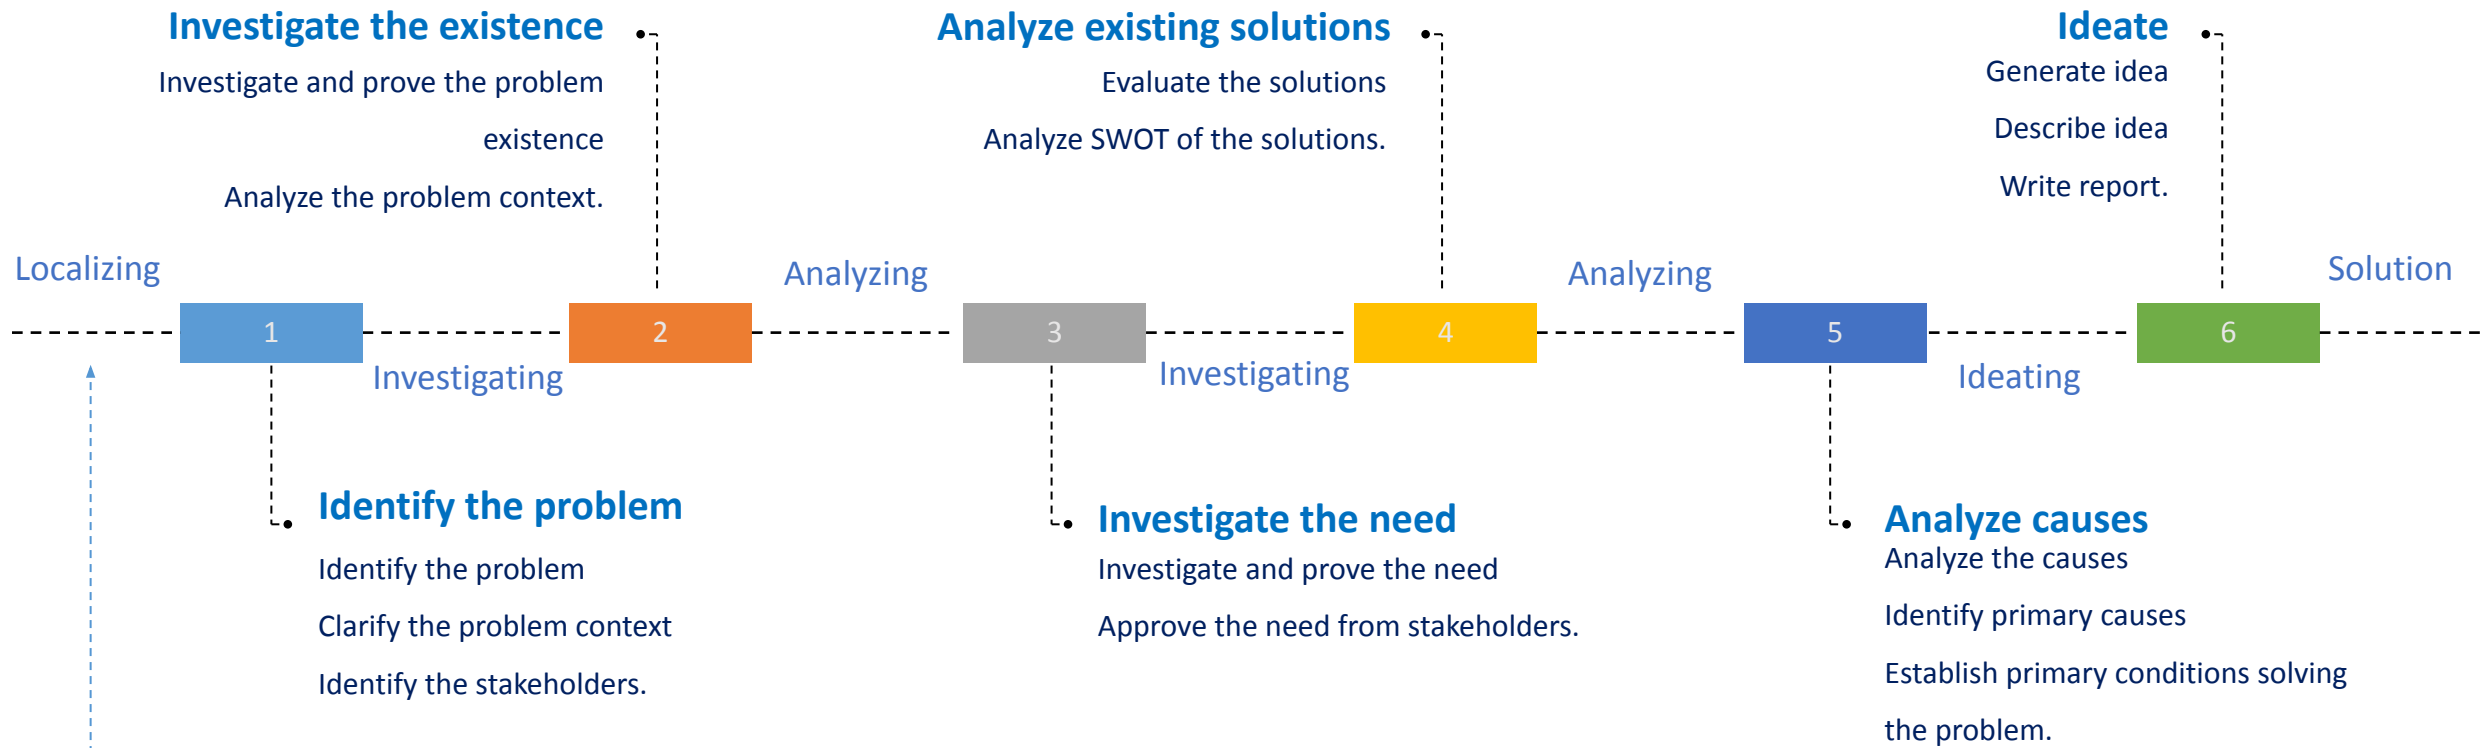 Investigate the existence
Investigate and prove the problem
existence
Analyze the problem context.
Analyze existing solutions
Evaluate the solutions
Analyze SWOT of the solutions.
Ideate
Generate idea
Describe idea
Write report.
Localizing
Analyzing
Analyzing
Solution
1
2
3
4
5
6
Investigating
Investigating
Ideating
Identify the problem
Identify the problem
Clarify the problem context
Identify the stakeholders.
Investigate the need
Investigate and prove the need
Approve the need from stakeholders.
Analyze causes
Analyze the causes
Identify primary causes
Establish primary conditions solving
the problem.